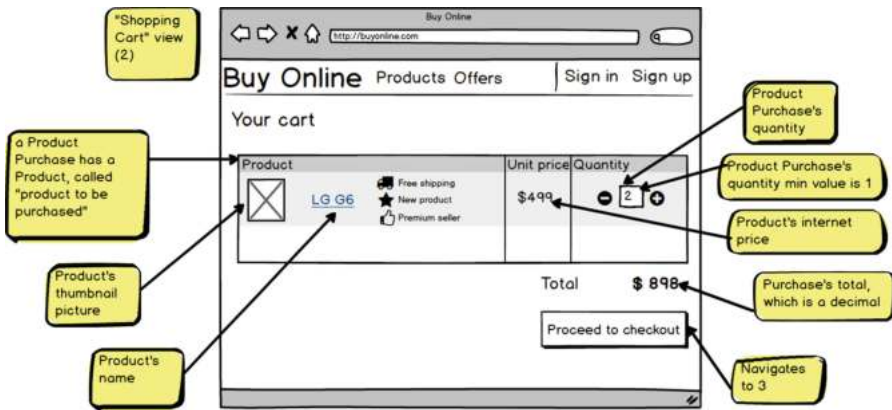 "Shopping
Cart" view
(2)
Buy Online
http://buyonline.com
Buy Online Products Offers Sign in Sign up
Your cart
Product Unit price Quantity
LG G6
Free shipping
New product
Premium seller
$499
2
Total $ 898
Proceed to checkout
a Product
Purchase has a
Product, called
"product to be
purchased"
Product's
thumbnail
picture
Product's
name
Product
Purchase's
quantity
Product Purchase's
quantity min value is 1
Product's internet
price
Purchase's total,
which is a decimal
Navigates
to 3